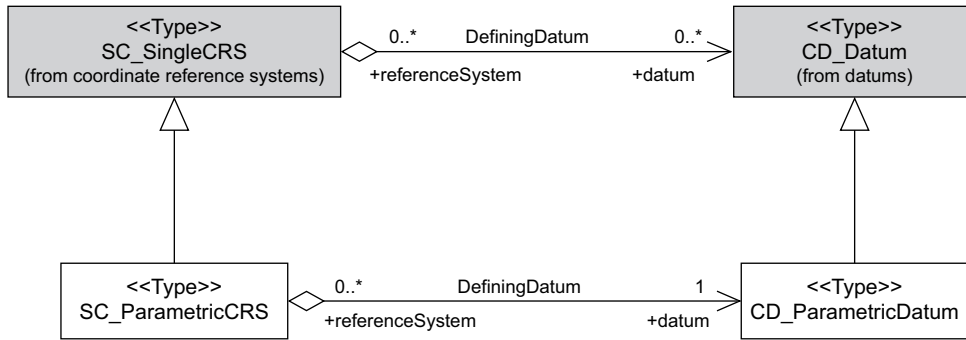 <<Type>>
SC_SingleCRS
(from coordinate reference systems)
0..* DefiningDatum 0..*
+referenceSystem +datum
<<Type>>
CD_Datum
(from datums)
<<Type>>
SC_ParametricCRS
0..* DefiningDatum 1
+referenceSystem +datum
<<Type>>
CD_ParametricDatum